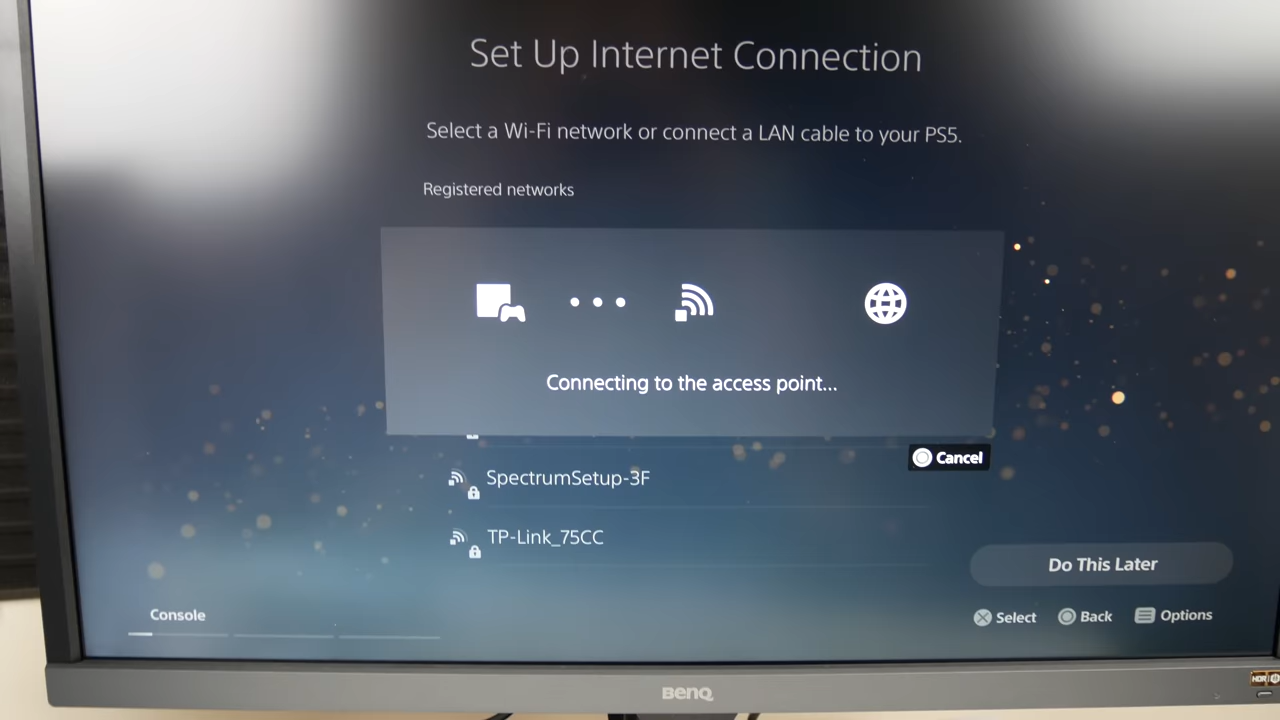 Set Up Internet Connection
Select a Wi-Fi network or connect a LAN cable to your PS5.
Registered networks
Connecting to the access point...
Cancel
SpectrumSetup-3F
TP-Link_75CC
Do This Later
Console
Select Back Options
BenQ
HDR